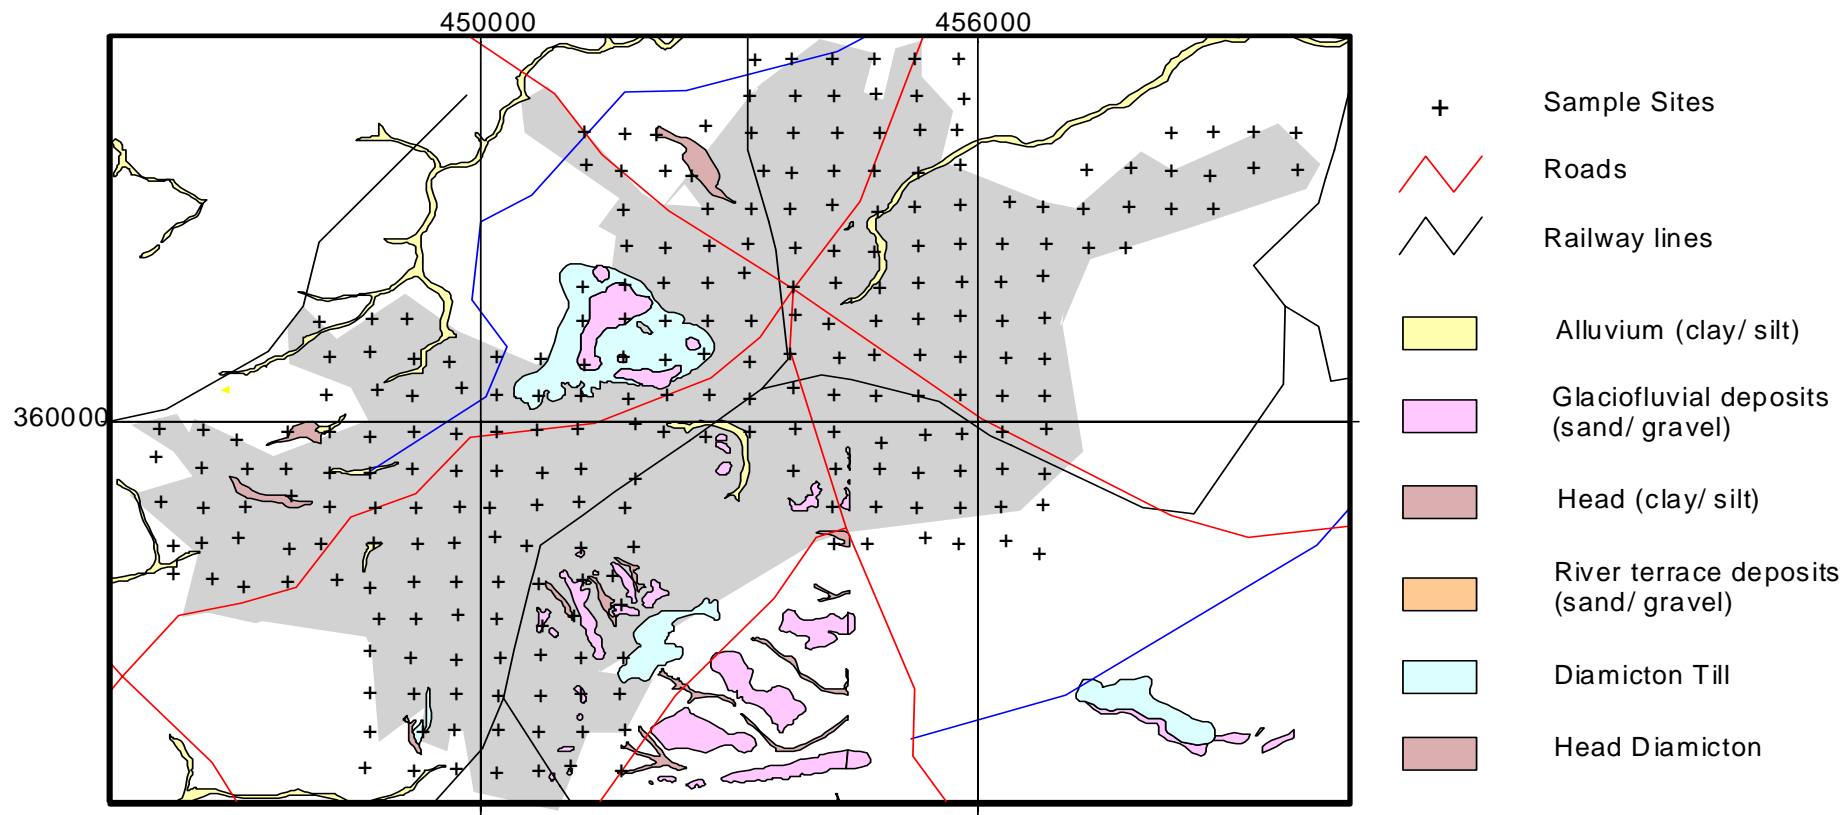 450000 456000
360000
Sample Sites
Roads
Railway lines
Alluvium (clay/ silt)
Glaciofluvial deposits
(sand/ gravel)
Head (clay/ silt)
River terrace deposits
(sand/ gravel)
Diamicton Till
Head Diamicton